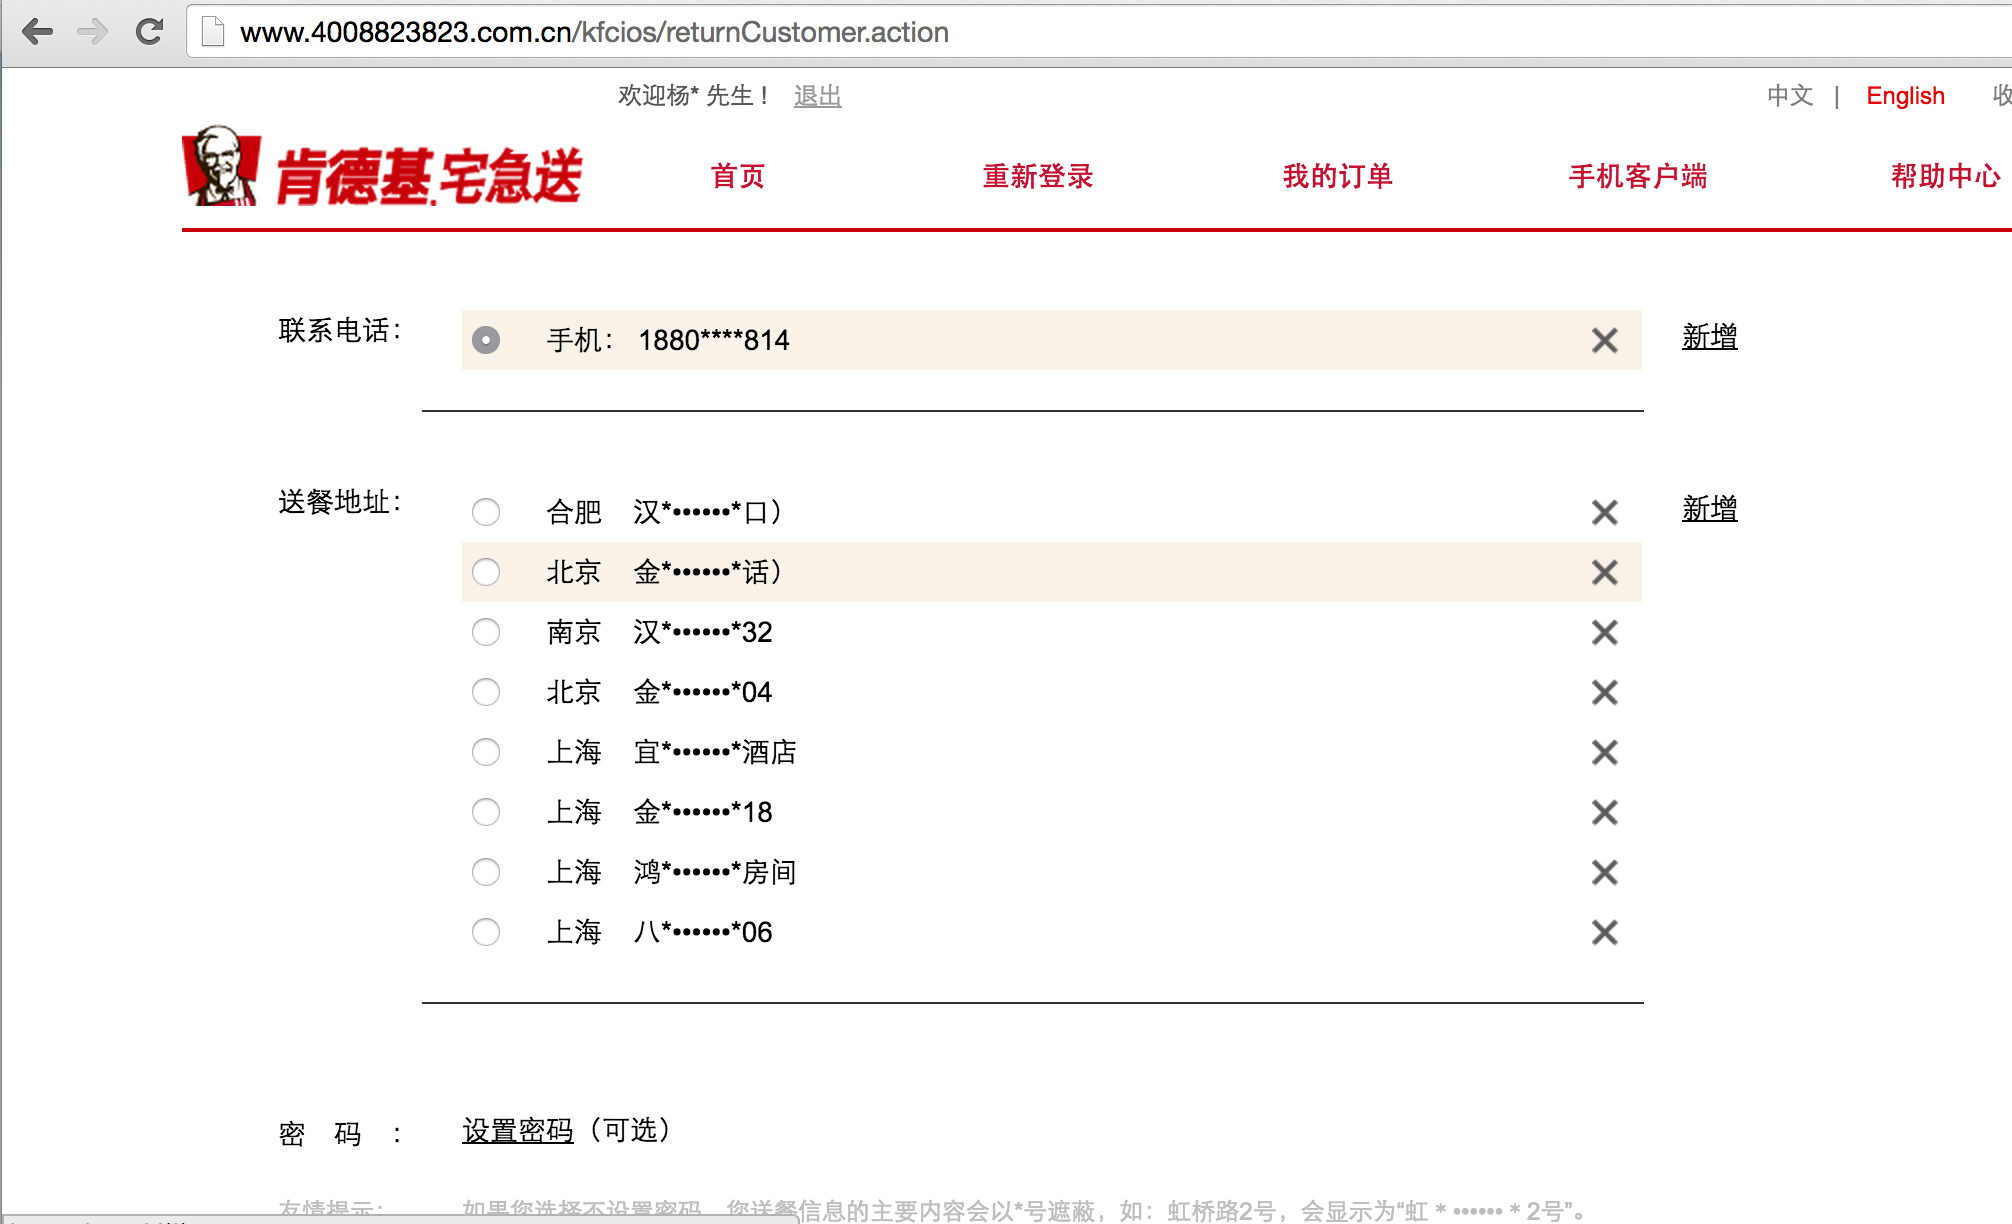 www.4008823823.com.cn/kfcios/returnCustomer.action
欢迎杨* 先生！ 退出 中文 | English 收
肯德基.宅急送 首页 重新登录 我的订单 手机客户端 帮助中心
联系电话： 手机： 1880****814 新增
送餐地址： 合肥 汉*••••••*口） 新增
北京 金*••••••*话）
南京 汉*••••••*32
北京 金*••••••*04
上海 宜*••••••*酒店
上海 金*••••••*18
上海 鸿*••••••*房间
上海 八*••••••*06
密 码 ： 设置密码（可选）
友情提示： 如果您选择不设置密码，您送餐信息的主要内容会以*号遮蔽，如：虹桥路2号，会显示为“虹 * •••••• * 2号”。